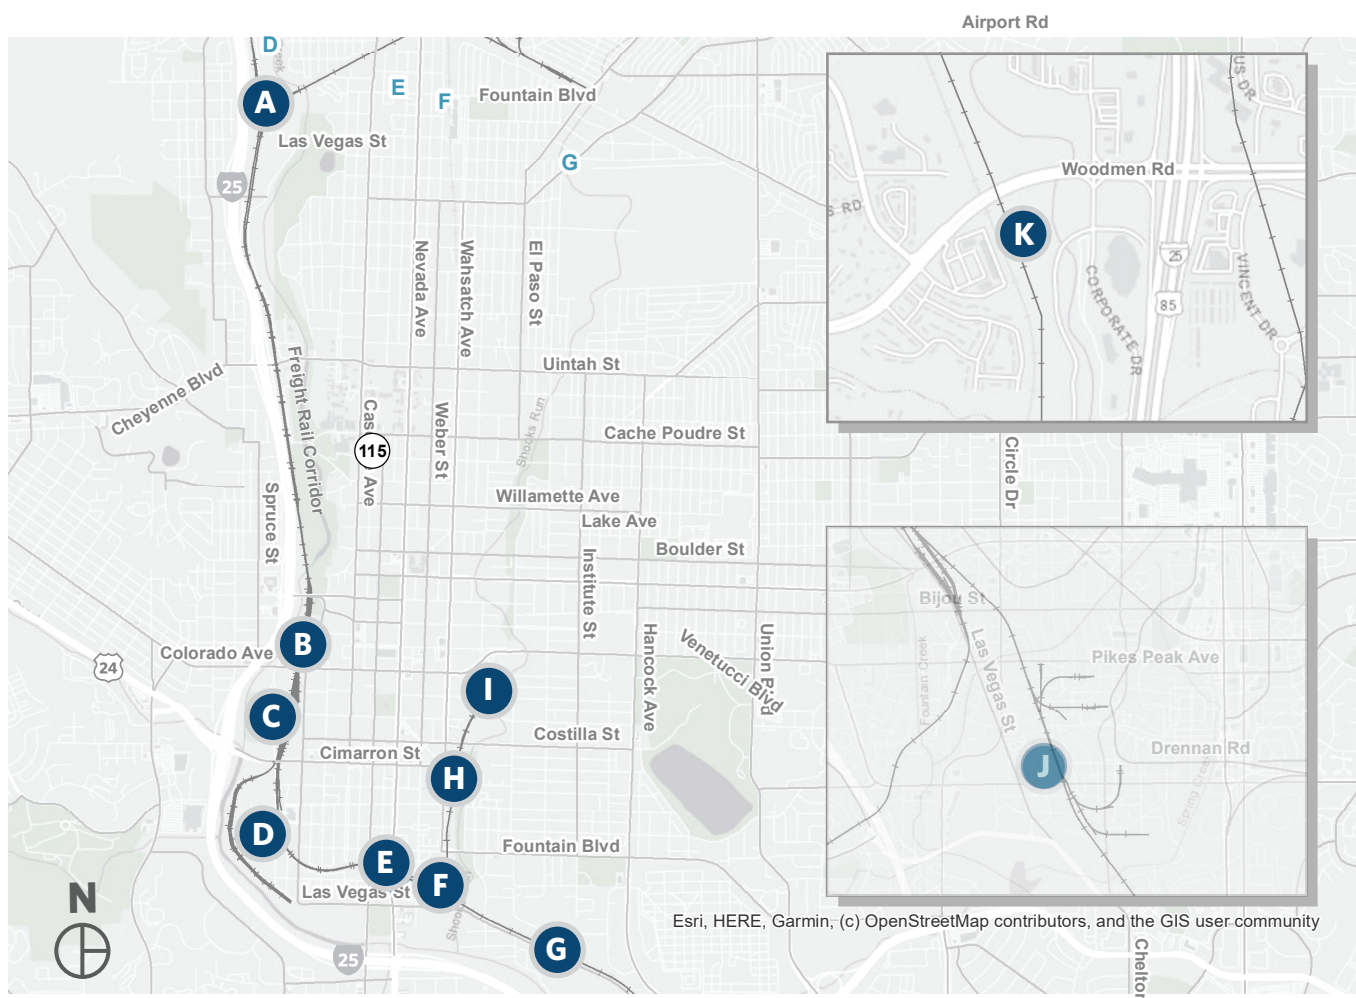 Airport Rd
D
A
E
F
Fountain Blvd
Las Vegas St
G
25
Nevada Ave
Wahsatch Ave
El Paso St
Uintah St
Freight Rail Corridor
Cheyenne Blvd
Cas
115
Ave
Weber St
Shooks Run
Cache Poudre St
Willamette Ave
Lake Ave
Spruce St
Boulder St
Institute St
Hancock Ave
Venetucci Blvd
Union
Colorado Ave
B
24
C
I
Costilla St
Cimarron St
H
D
E
F
Fountain Blvd
Las Vegas St
G
N
25
US DR
Woodmen Rd
S RD
K
25
85
CORPORATE DR
VINCENT DR
Circle Dr
Bijou St
Las Vegas St
Fountain Creek
Pikes Peak Ave
Drennan Rd
J
Esri, HERE, Garmin, (c) OpenStreetMap contributors, and the GIS user community
Chelton